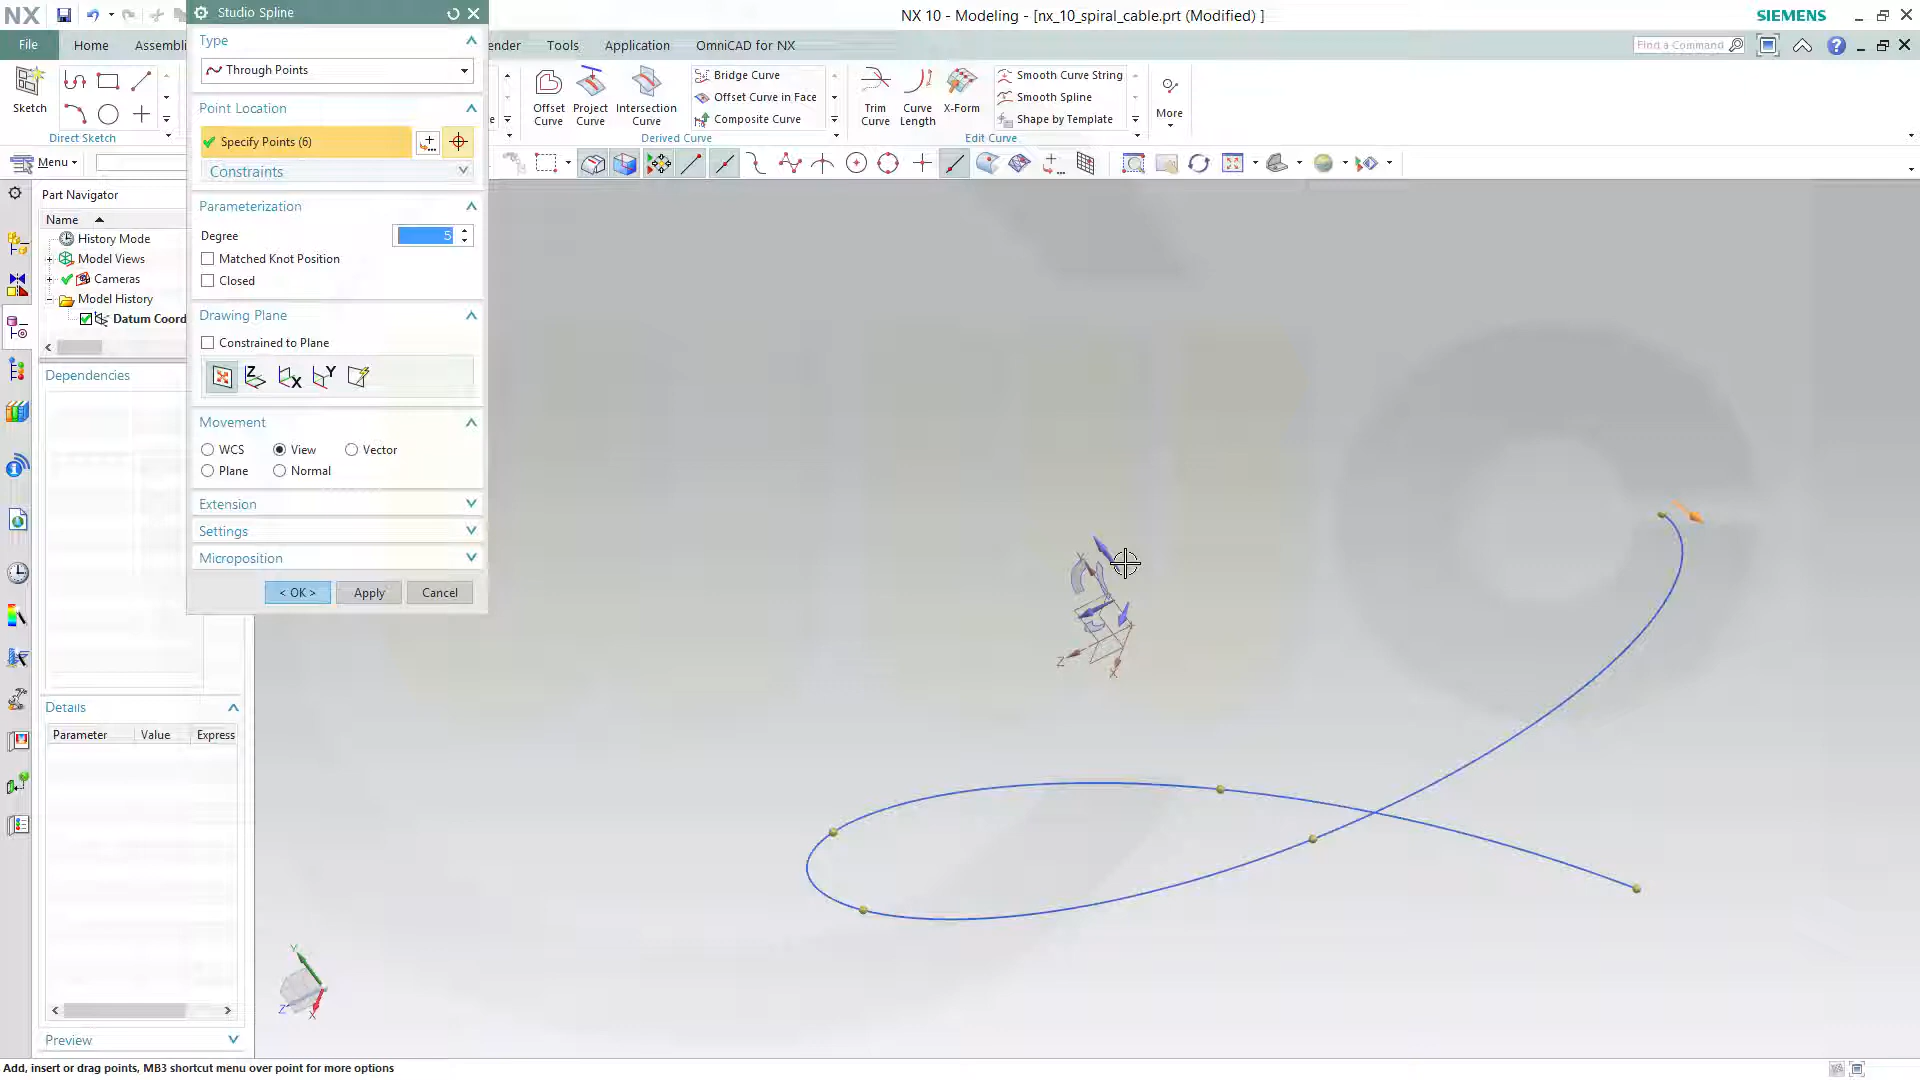 NX
Studio Spline
NX 10 - Modeling - [nx_10_spiral_cable.prt (Modified) ]
SIEMENS
File
Home
Assembli
ender
Tools
Application
OmniCAD for NX
Find a Command
Type
Through Points
Point Location
Specify Points (6)
Constraints
Parameterization
Degree
5
Matched Knot Position
Closed
Drawing Plane
Constrained to Plane
Z
X
Y
Movement
WCS
View
Vector
Plane
Normal
Extension
Settings
Microposition
< OK >
Apply
Cancel
Sketch
Direct Sketch
Offset
Curve
Project
Curve
Intersection
Curve
Bridge Curve
Offset Curve in Face
Composite Curve
Derived Curve
Trim
Curve
Curve
Length
X-Form
Smooth Curve String
Smooth Spline
Shape by Template
Edit Curve
More
Menu
Part Navigator
Name
History Mode
Model Views
Cameras
Model History
Datum Coord
Dependencies
Details
Parameter
Value
Express
Preview
Y
Z
X
Y
Z
X
Add, insert or drag points, MB3 shortcut menu over point for more options